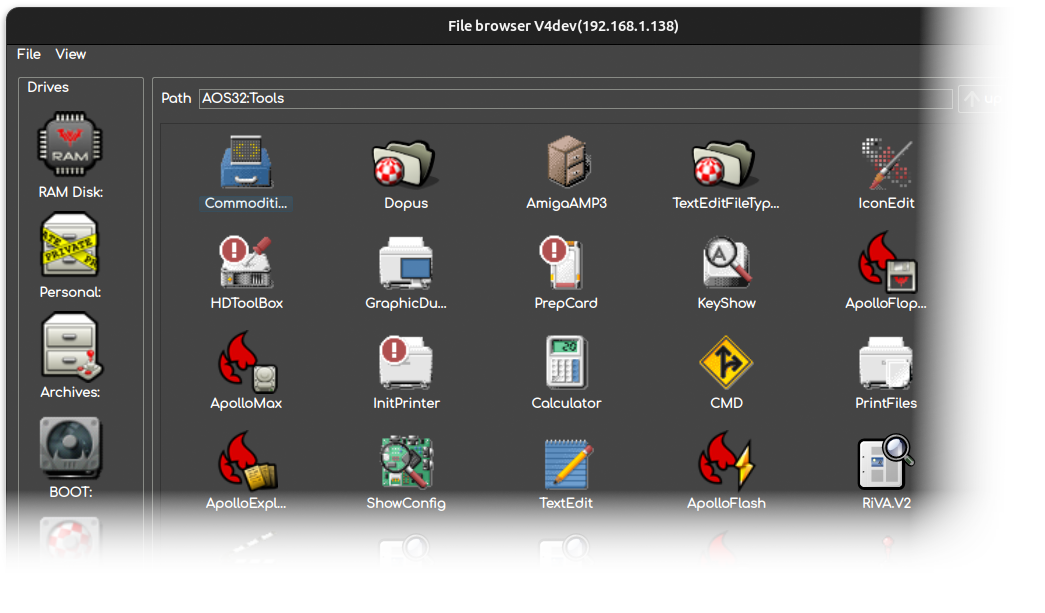 File browser V4dev(192.168.1.138)
File View
Drives
Path AOS32:Tools
RAM
RAM Disk:
PRIVATE
Personal:
Archives:
BOOT:
Commoditi... Dopus AmigaAMP3 TextEditFileTyp... IconEdit
HDToolBox GraphicDu... PrepCard KeyShow ApolloFlop...
ApolloMax InitPrinter Calculator CMD PrintFiles
ApolloExpl... ShowConfig TextEdit ApolloFlash RiVA.V2